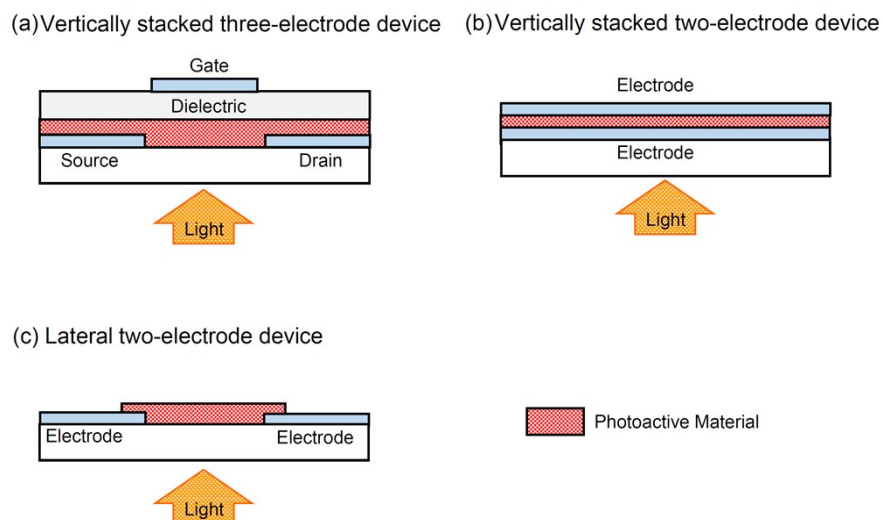 (a)Vertically stacked three-electrode device
(b)Vertically stacked two-electrode device
Gate
Dielectric
Source
Drain
Light
Electrode
Electrode
Light
(c) Lateral two-electrode device
Electrode
Electrode
Light
Photoactive Material